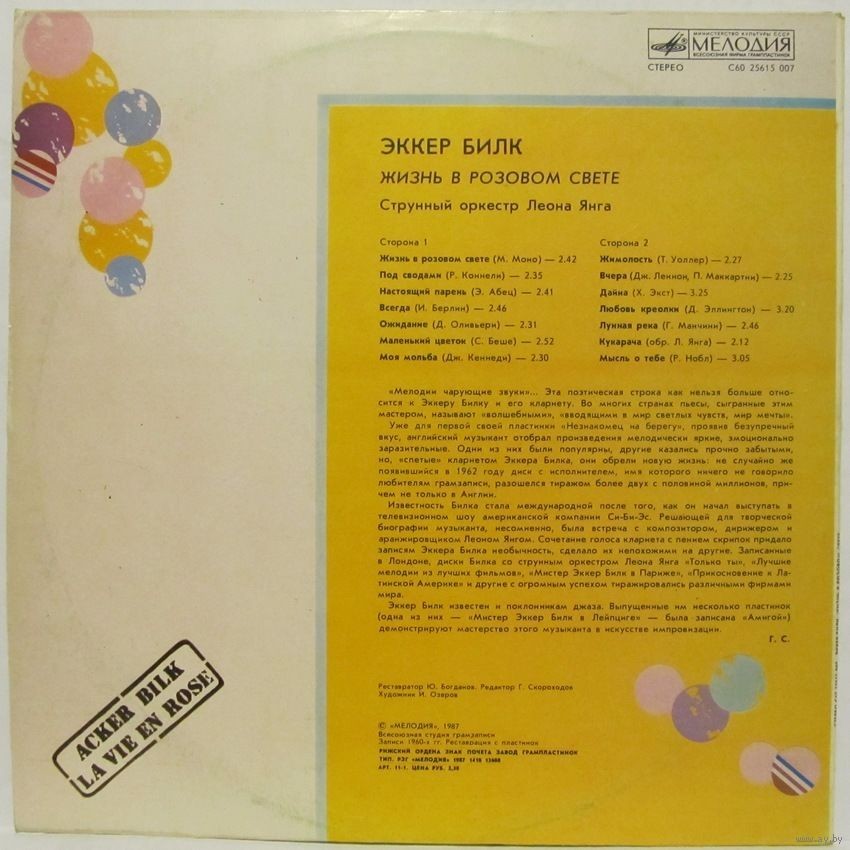 МИНИСТЕРСТВО КУЛЬТУРЫ СССР
МЕЛОДИЯ
ВСЕСОЮЗНАЯ ФИРМА ГРАМПЛАСТИНОК
СТЕРЕО С60 25615 007
ЭККЕР БИЛК
ЖИЗНЬ В РОЗОВОМ СВЕТЕ
Струнный оркестр Леона Янга
Сторона 1
Жизнь в розовом свете (М. Моно) — 2.42
Под сводами (Р. Коннели) — 2.35
Настоящий парень (Э. Абец) — 2.41
Всегда (И. Берлин) — 2.46
Ожидание (Д. Оливьери) — 2.31
Маленький цветок (С. Беше) — 2.52
Моя мольба (Дж. Кеннеди) — 2.30
Сторона 2
Жимолость (Т. Уоллер) — 2.27
Вчера (Дж. Леннон, П. Маккартни) — 2.25
Дайна (Х. Экст) — 3.25
Любовь креолки (Д. Эллингтон) — 3.20
Лунная река (Г. Манчини) — 2.46
Кукарача (обр. Л. Янга) — 2.12
Мысль о тебе (Р. Нобл) — 3.05
«Мелодии чарующие звуки»... Эта поэтическая строка как нельзя больше отно-
сится к Эккеру Билку и его кларнету. Во многих странах пьесы, сыгранные этим
мастером, называют «волшебными», «вводящими в мир светлых чувств, мир мечты».
Уже для первой своей пластинки «Незнакомец на берегу», проявив безупречный
вкус, английский музыкант отобрал произведения мелодически яркие, эмоционально
заразительные. Одни из них были популярны, другие казались прочно забытыми,
но, «спетые» кларнетом Эккера Билка, они обрели новую жизнь: не случайно же
появившийся в 1962 году диск с исполнителем, имя которого ничего не говорило
любителям грамзаписи, разошелся тиражом более двух с половиной миллионов, при-
чем не только в Англии.
Известность Билка стала международной после того, как он начал выступать в
телевизионном шоу американской компании Си-Би-Эс. Решающей для творческой
биографии музыканта, несомненно, была встреча с композитором, дирижером и
аранжировщиком Леоном Янгом. Сочетание голоса кларнета с пением скрипок придало
записям Эккера Билка необычность, сделало их непохожими на другие. Записанные
в Лондоне, диски Билка со струнным оркестром Леона Янга «Только ты», «Лучшие
мелодии из лучших фильмов», «Мистер Эккер Билк в Париже», «Прикосновение к Ла-
тинской Америке» и другие с огромным успехом тиражировались различными фирмами
мира.
Эккер Билк известен и поклонникам джаза. Выпущенные им несколько пластинок
(одна из них — «Мистер Эккер Билк в Лейпциге» — была записана «Амигой»)
демонстрируют мастерство этого музыканта в искусстве импровизации.
Г. С.
Реставратор Ю. Богданов. Редактор Г. Скороходов
Художник И. Озеров
© «МЕЛОДИЯ», 1987
Всесоюзная студия грамзаписи
Записи 1960-х гг. Реставрация с пластинок
РИЖСКИЙ ОРДЕНА ЗНАК ПОЧЕТА ЗАВОД ГРАМПЛАСТИНОК
ТИП. РЗГ «МЕЛОДИЯ» 1987
АРТ. 11-1. ЦЕНА РУБ.
ACKER BILK
LA VIE EN ROSE
www.ay.by